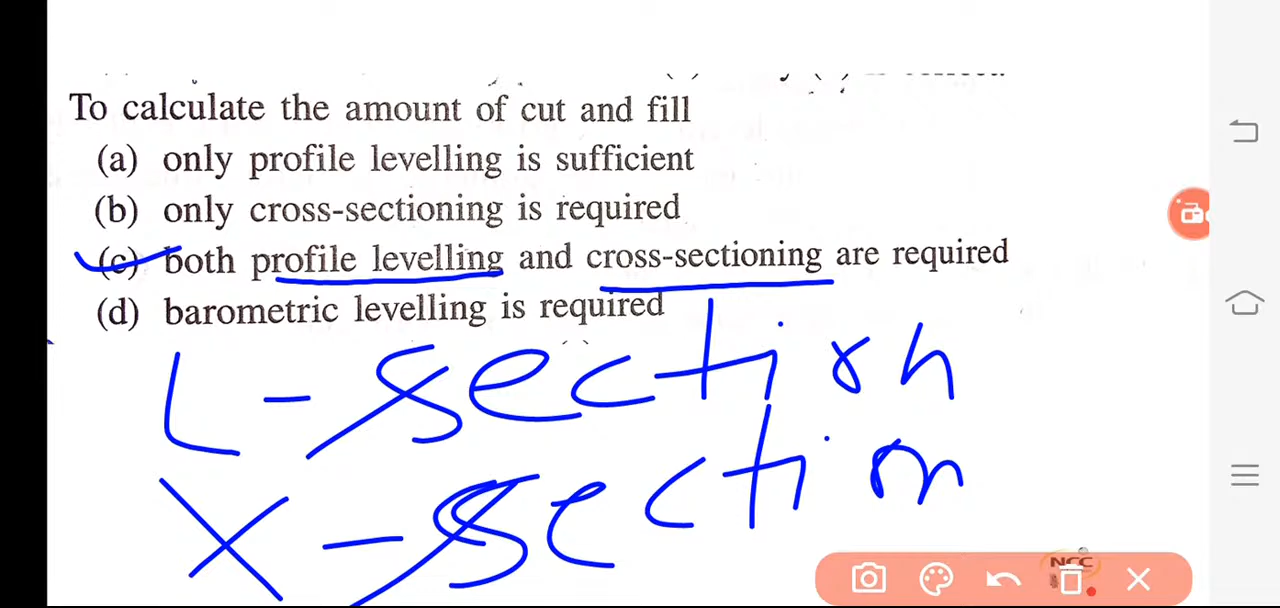 To calculate the amount of cut and fill
(a) only profile levelling is sufficient
(b) only cross-sectioning is required
(c) both profile levelling and cross-sectioning are required
(d) barometric levelling is required
L - section
X - section
NCC